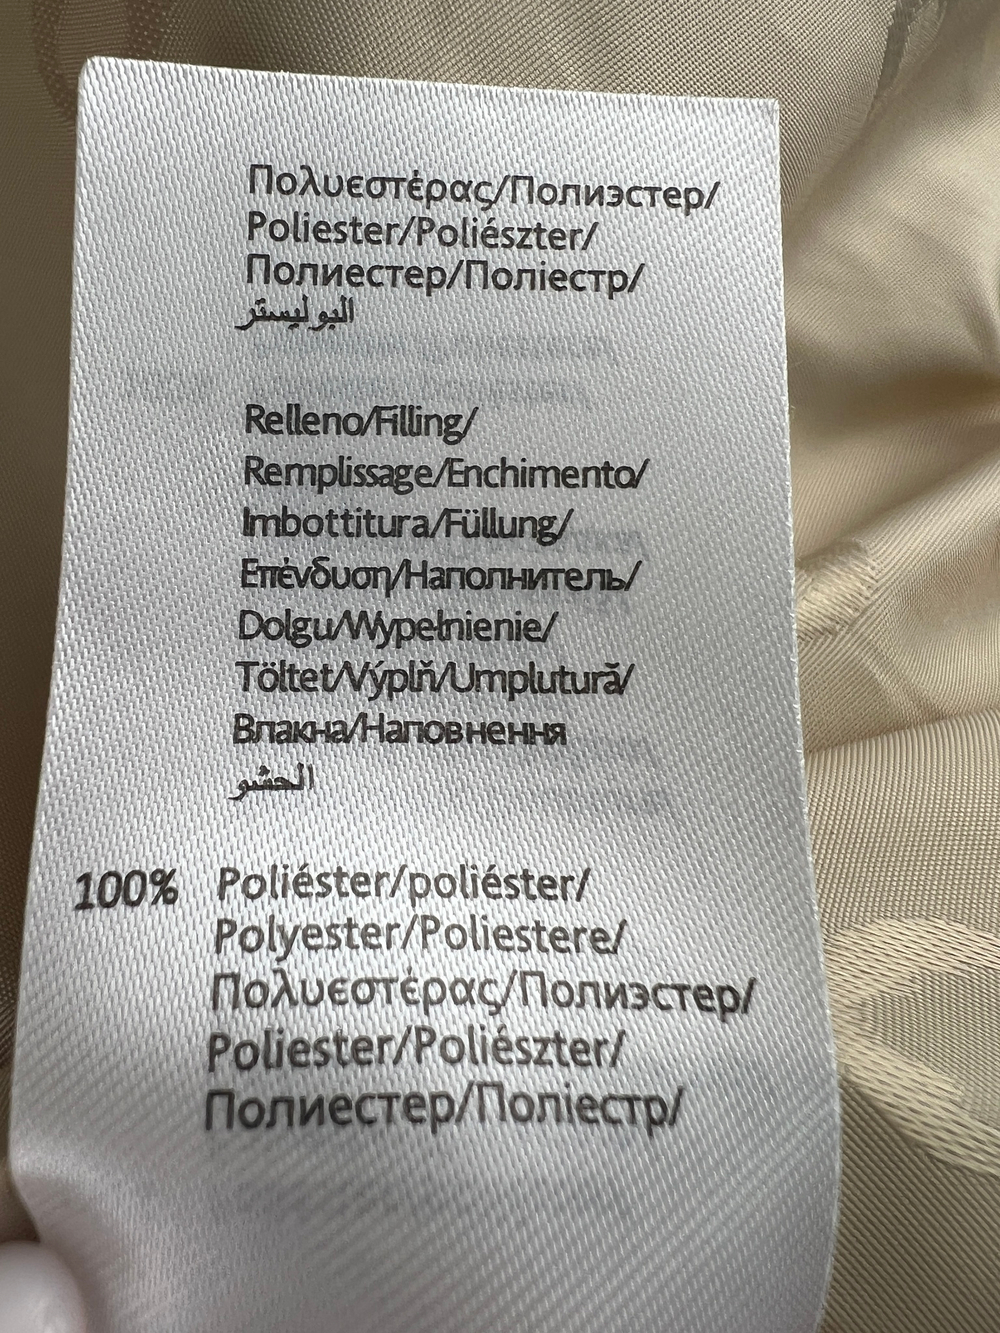 Πολυεστέρας/Полиэстер/
Poliester/Poliészter/
Полиестер/Поліестр/
البوليستر
Relleno/Filling/
Remplissage/Enchimento/
Imbottitura/Füllung/
Επένδυση/Наполнитель/
Dolgu/Wypełnienie/
Töltet/Výplň/Umplutură/
Влакна/Наповнення
الحشو
100% Poliéster/poliéster/
Polyester/Poliestere/
Πολυεστέρας/Полиэстер/
Poliester/Poliészter/
Полиестер/Поліестр/